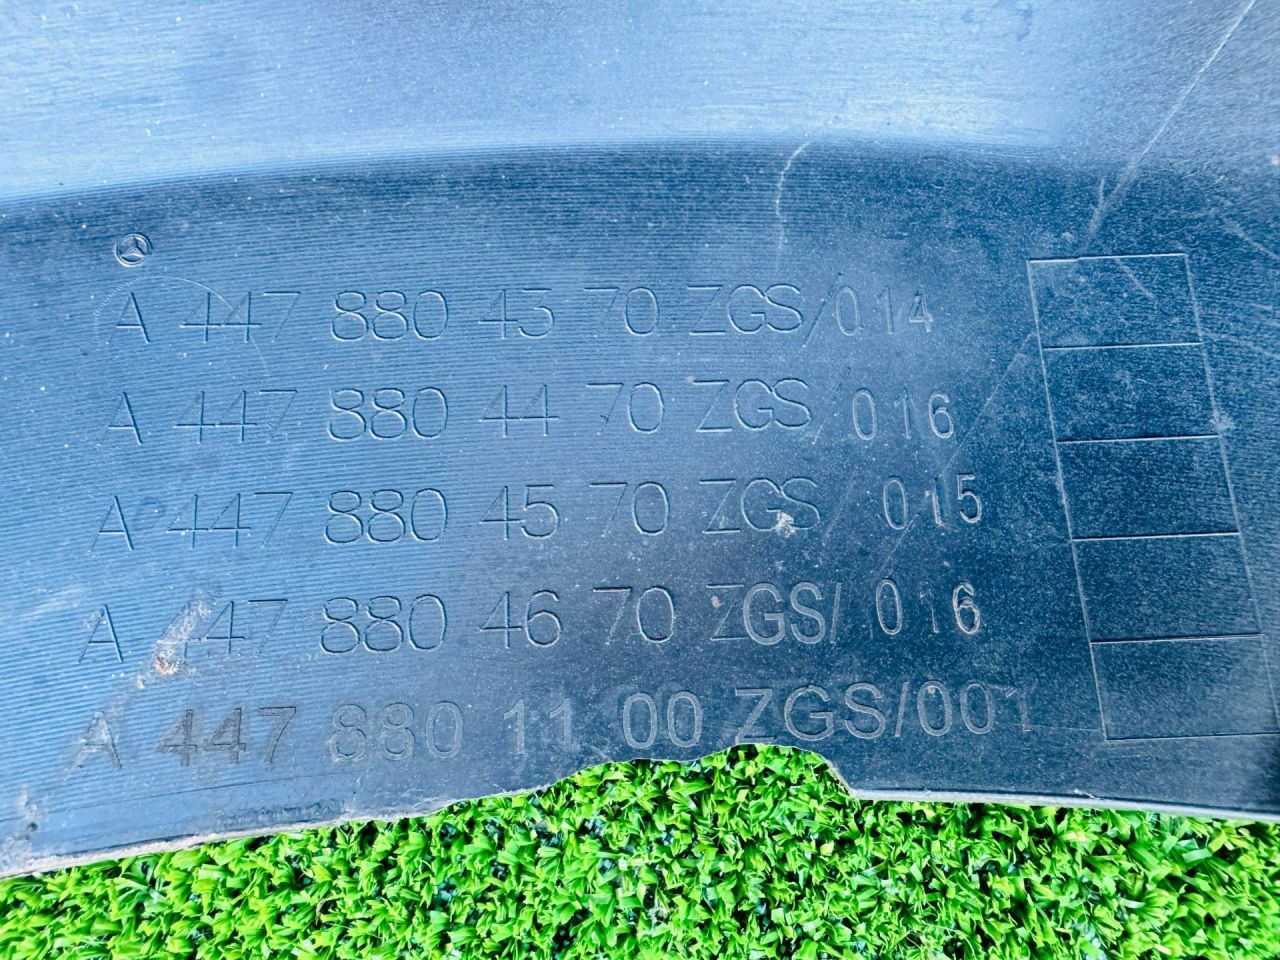 A 447 880 43 70 ZGS/014
A 447 880 44 70 ZGS/016
A 447 880 45 70 ZGS/ 015
A 447 880 46 70 ZGS/ 016
A 447 880 11 00 ZGS/001